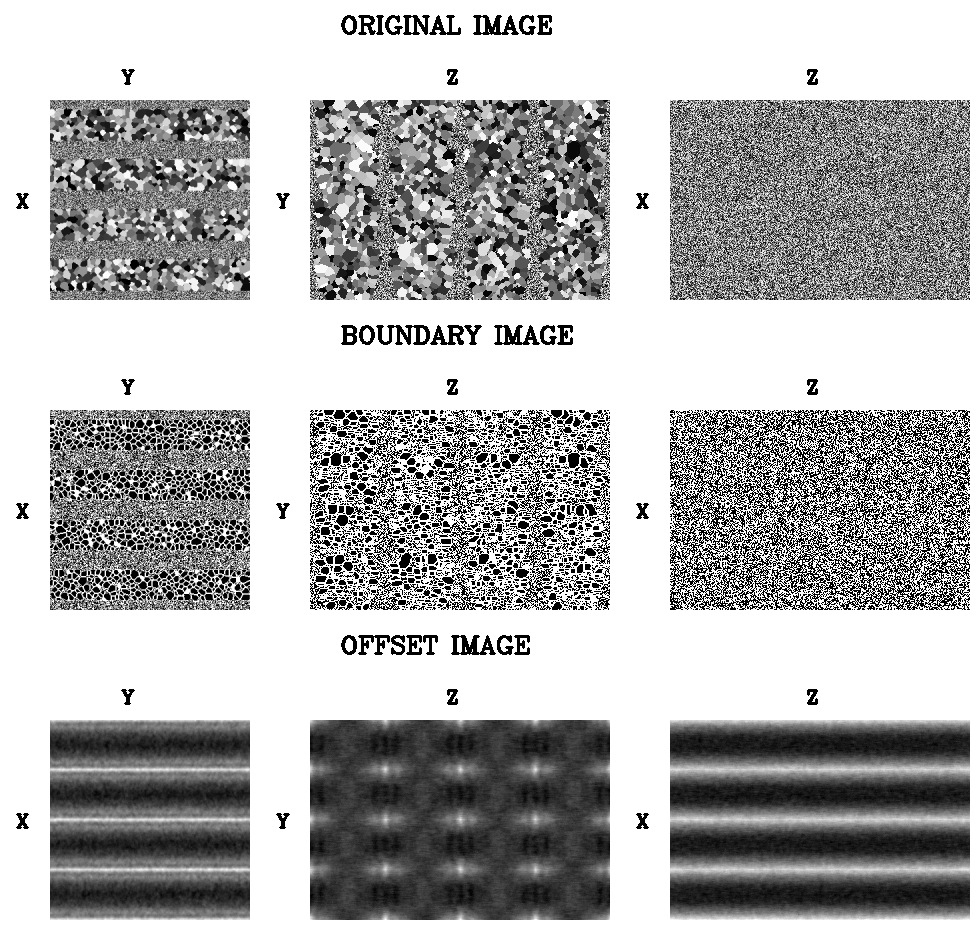 ORIGINAL IMAGE
Y Z Z
X Y X
BOUNDARY IMAGE
Y Z Z
X Y X
OFFSET IMAGE
Y Z Z
X Y X